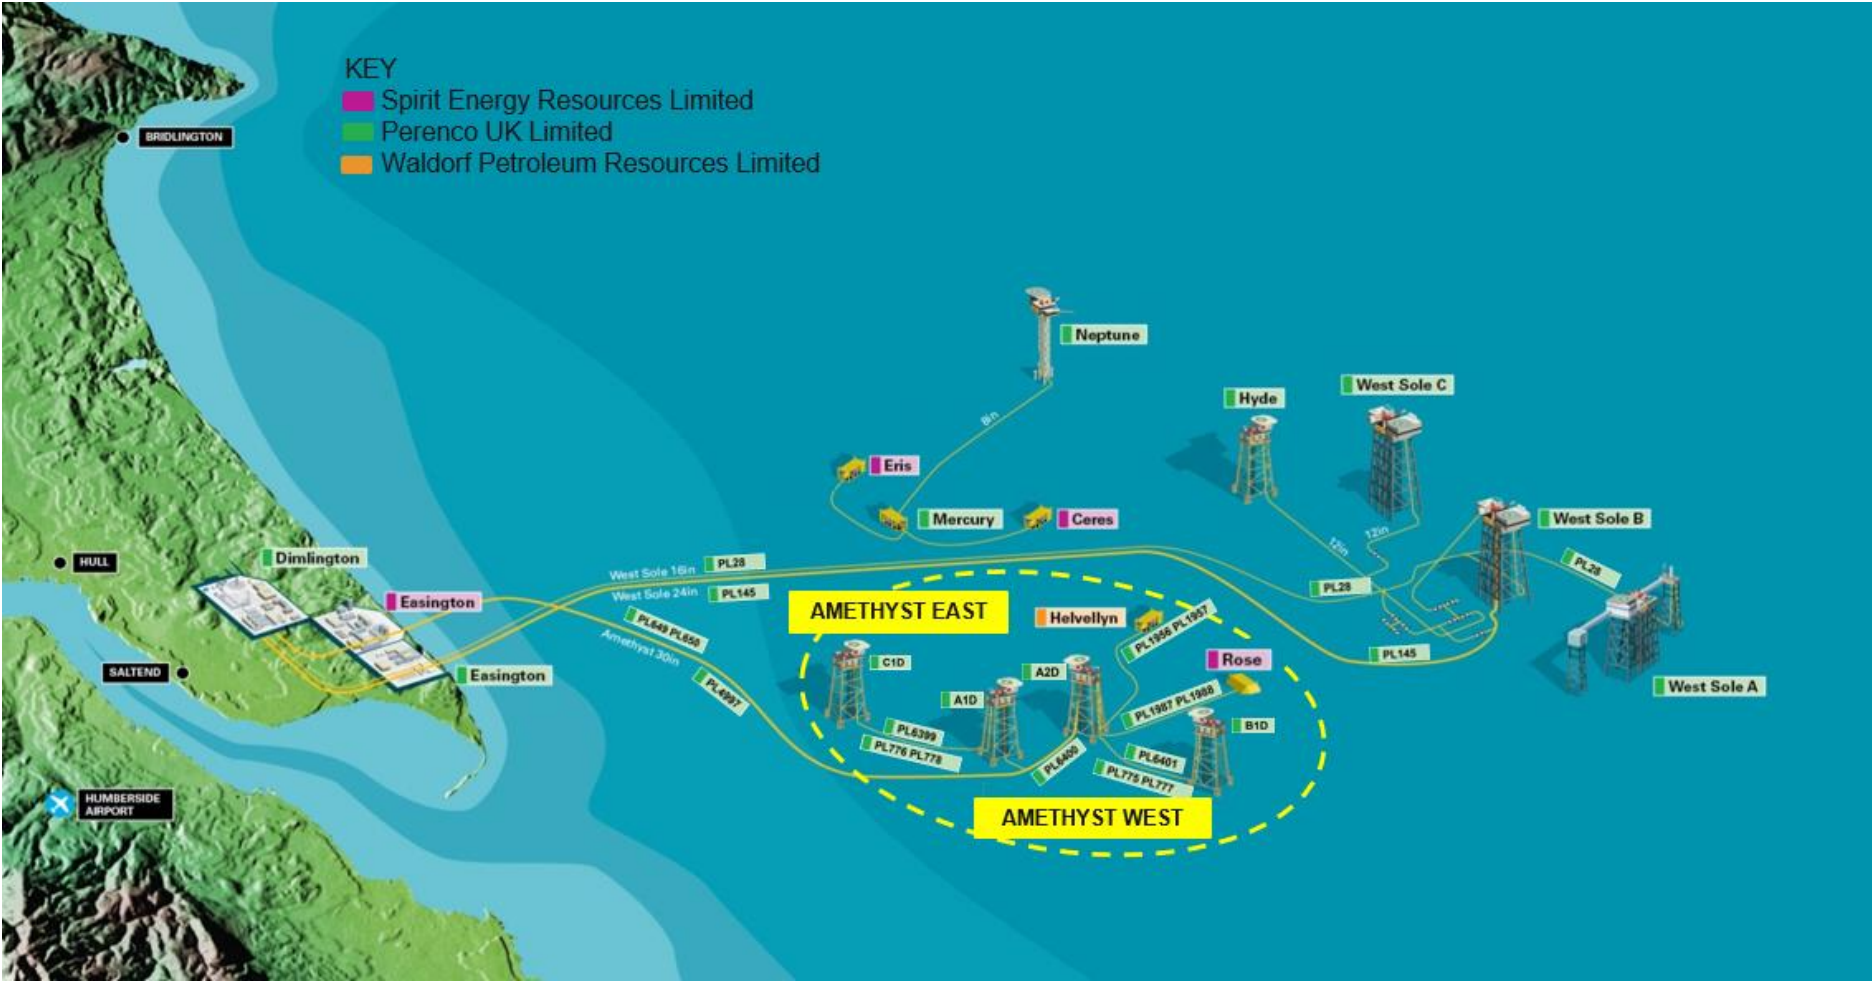 KEY
Spirit Energy Resources Limited
Perenco UK Limited
Waldorf Petroleum Resources Limited
BRIDLINGTON
Neptune
8in
Hyde
West Sole C
Eris
Mercury
Ceres
West Sole B
12in
12in
PL28
HULL
Dimlington
West Sole 16in
PL28
West Sole 24in
PL145
PL28
Easington
AMETHYST EAST
Helvellyn
PL1956 PL1957
PL649 PL650
Amethyst 30in
PL4997
C1D
A1D
A2D
Rose
PL145
SALTEND
Easington
West Sole A
PL1987 PL1988
B1D
PL6399
PL776 PL778
PL6400
PL6401
PL775 PL777
HUMBERSIDE
AIRPORT
AMETHYST WEST